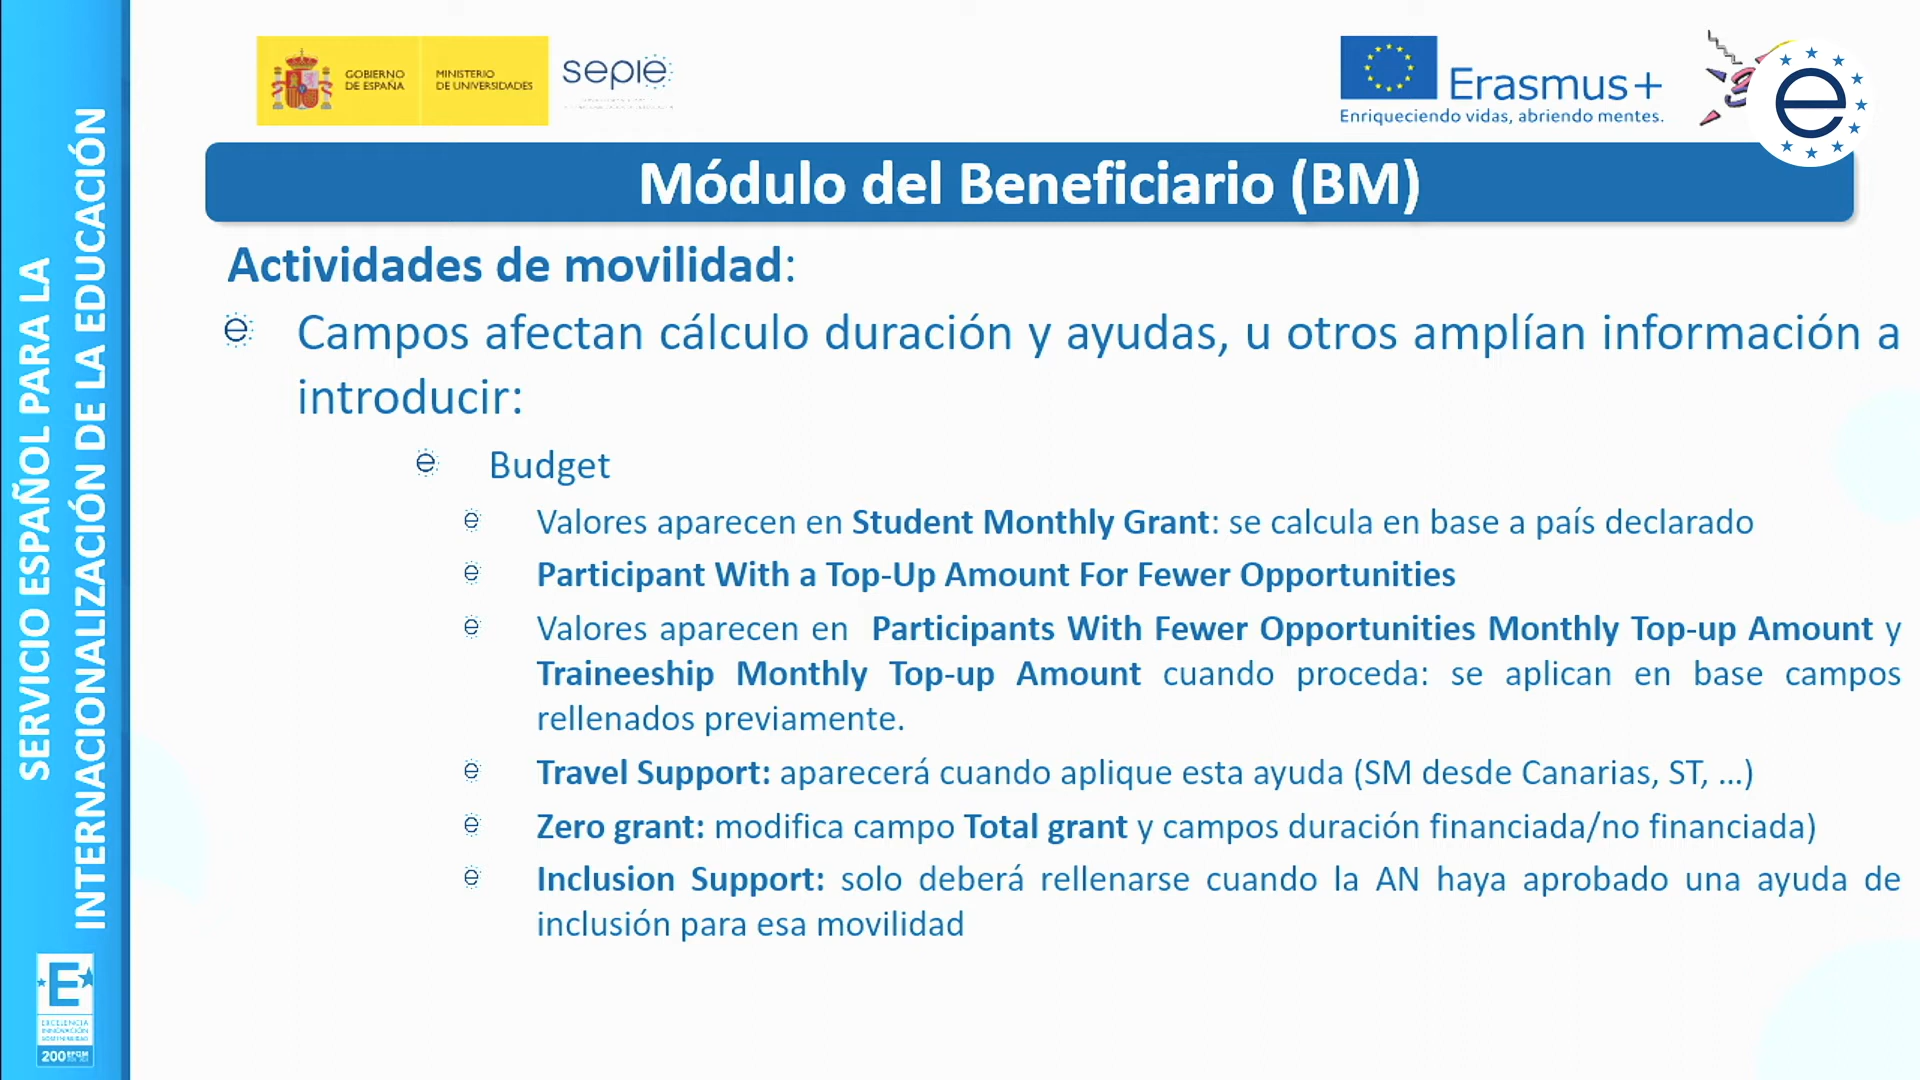 SERVICIO ESPAÑOL PARA LA
INTERNACIONALIZACIÓN DE LA EDUCACIÓN
GOBIERNO
DE ESPAÑA
MINISTERIO
DE UNIVERSIDADES
sepie
Erasmus+
Enriqueciendo vidas, abriendo mentes.
Módulo del Beneficiario (BM)
Actividades de movilidad:
Campos afectan cálculo duración y ayudas, u otros amplían información a
introducir:
Budget
Valores aparecen en Student Monthly Grant: se calcula en base a país declarado
Participant With a Top-Up Amount For Fewer Opportunities
Valores aparecen en Participants With Fewer Opportunities Monthly Top-up Amount y
Traineeship Monthly Top-up Amount cuando proceda: se aplican en base campos
rellenados previamente.
Travel Support: aparecerá cuando aplique esta ayuda (SM desde Canarias, ST, …)
Zero grant: modifica campo Total grant y campos duración financiada/no financiada)
Inclusion Support: solo deberá rellenarse cuando la AN haya aprobado una ayuda de
inclusión para esa movilidad
EXCELENCIA
INNOVACIÓN
SOSTENIBILIDAD
200 EFQM